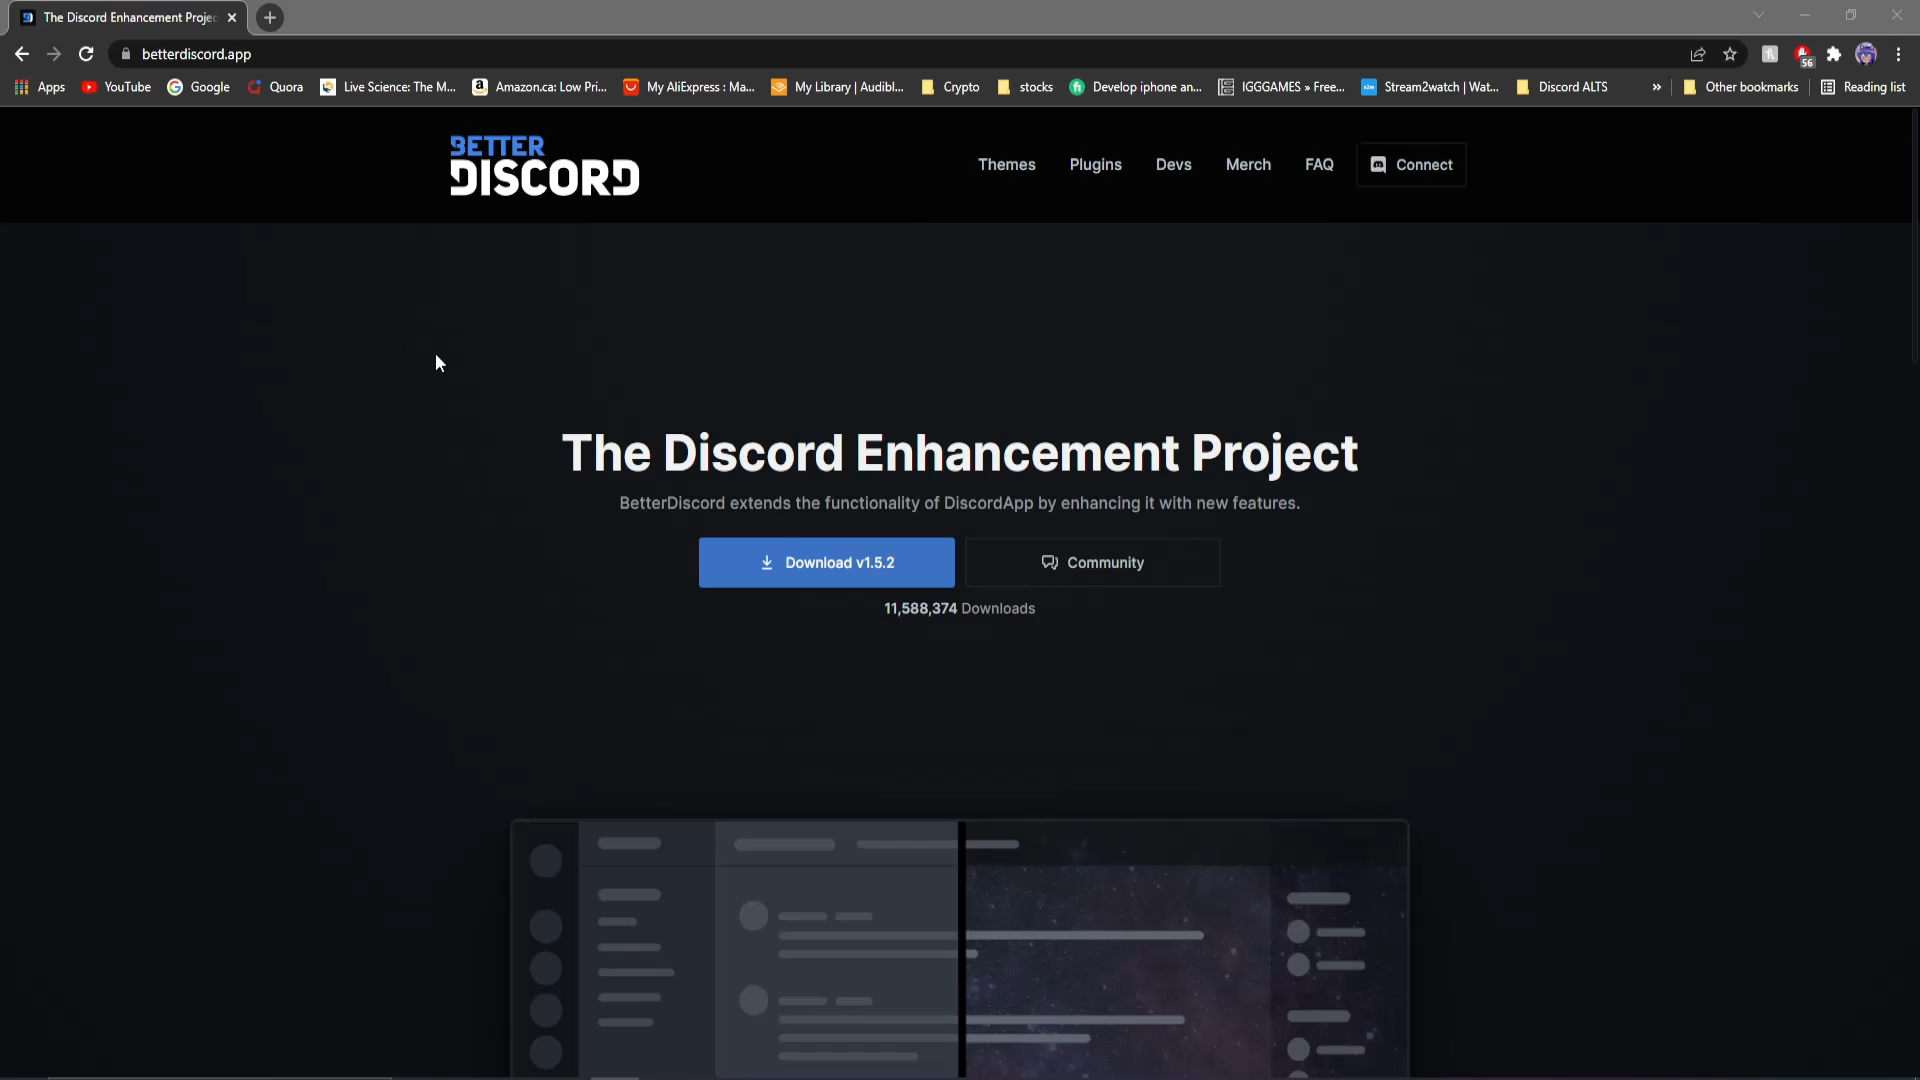 The Discord Enhancement Projec
betterdiscord.app
56
Apps YouTube Google Quora Live Science: The M... Amazon.ca: Low Pri... My AliExpress : Ma... My Library | Audibl... Crypto stocks Develop iphone an... IGGGAMES » Free... Stream2watch | Wat... Discord ALTS » Other bookmarks Reading list
BETTER
DISCORD
Themes Plugins Devs Merch FAQ Connect
The Discord Enhancement Project
BetterDiscord extends the functionality of DiscordApp by enhancing it with new features.
Download v1.5.2 Community
11,588,374 Downloads